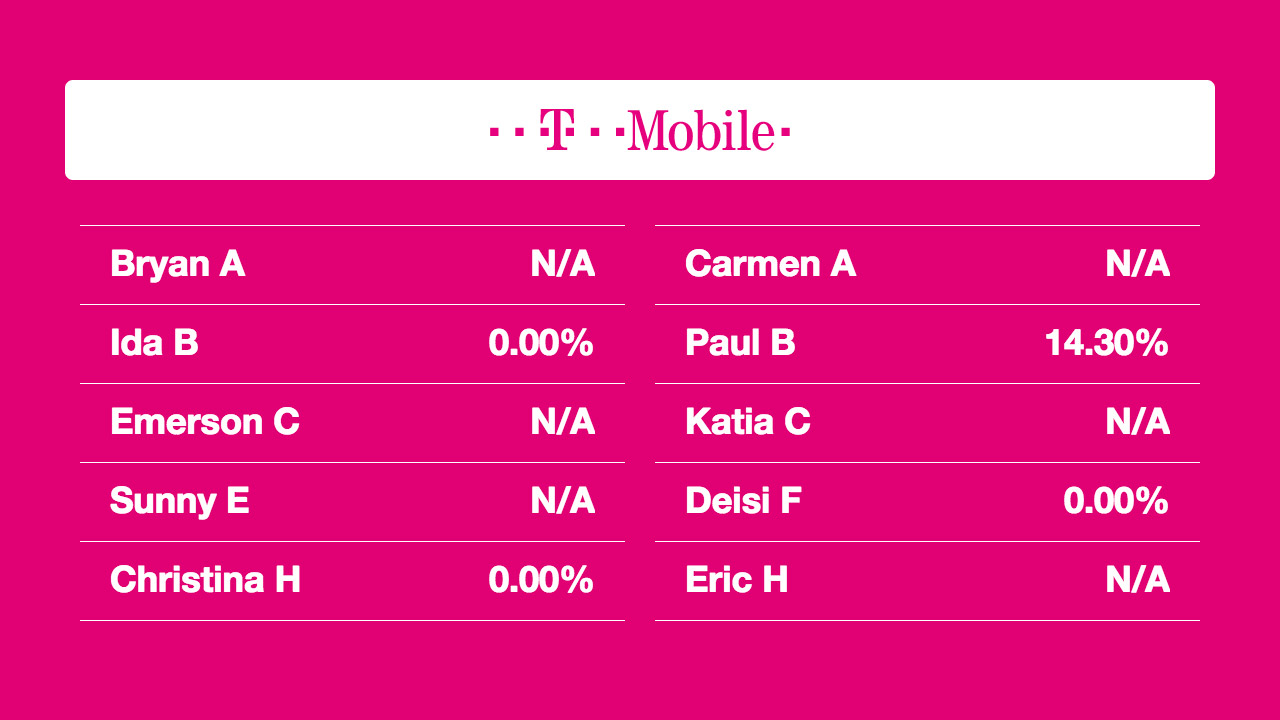 T Mobile
Bryan A N/A Carmen A N/A
Ida B 0.00% Paul B 14.30%
Emerson C N/A Katia C N/A
Sunny E N/A Deisi F 0.00%
Christina H 0.00% Eric H N/A